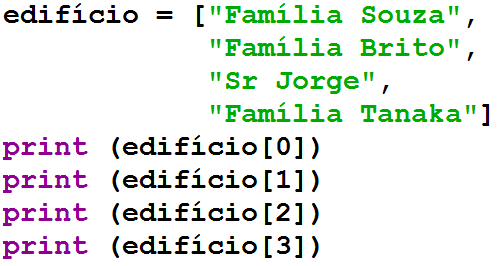 edifício = ["Família Souza",
"Família Brito",
"Sr Jorge",
"Família Tanaka"]
print (edifício[0])
print (edifício[1])
print (edifício[2])
print (edifício[3])